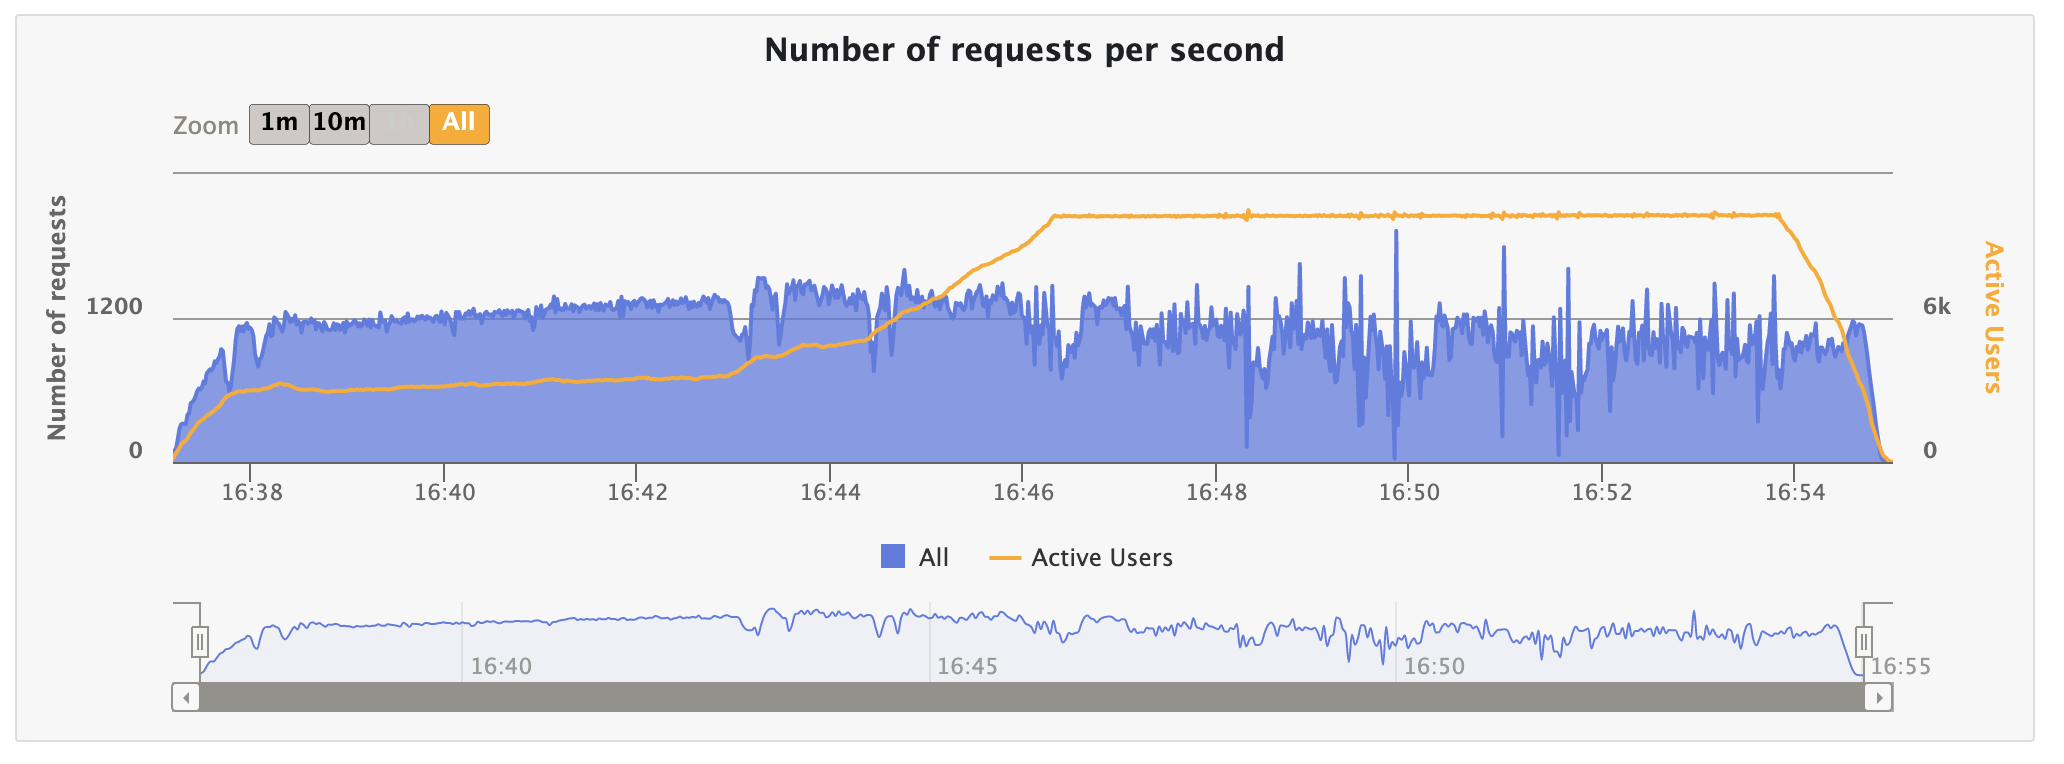 Number of requests per second
Zoom 1m 10m 1h All
Number of requests
1200
0
6k
0
Active Users
16:38 16:40 16:42 16:44 16:46 16:48 16:50 16:52 16:54
All Active Users
16:40 16:45 16:50 16:55